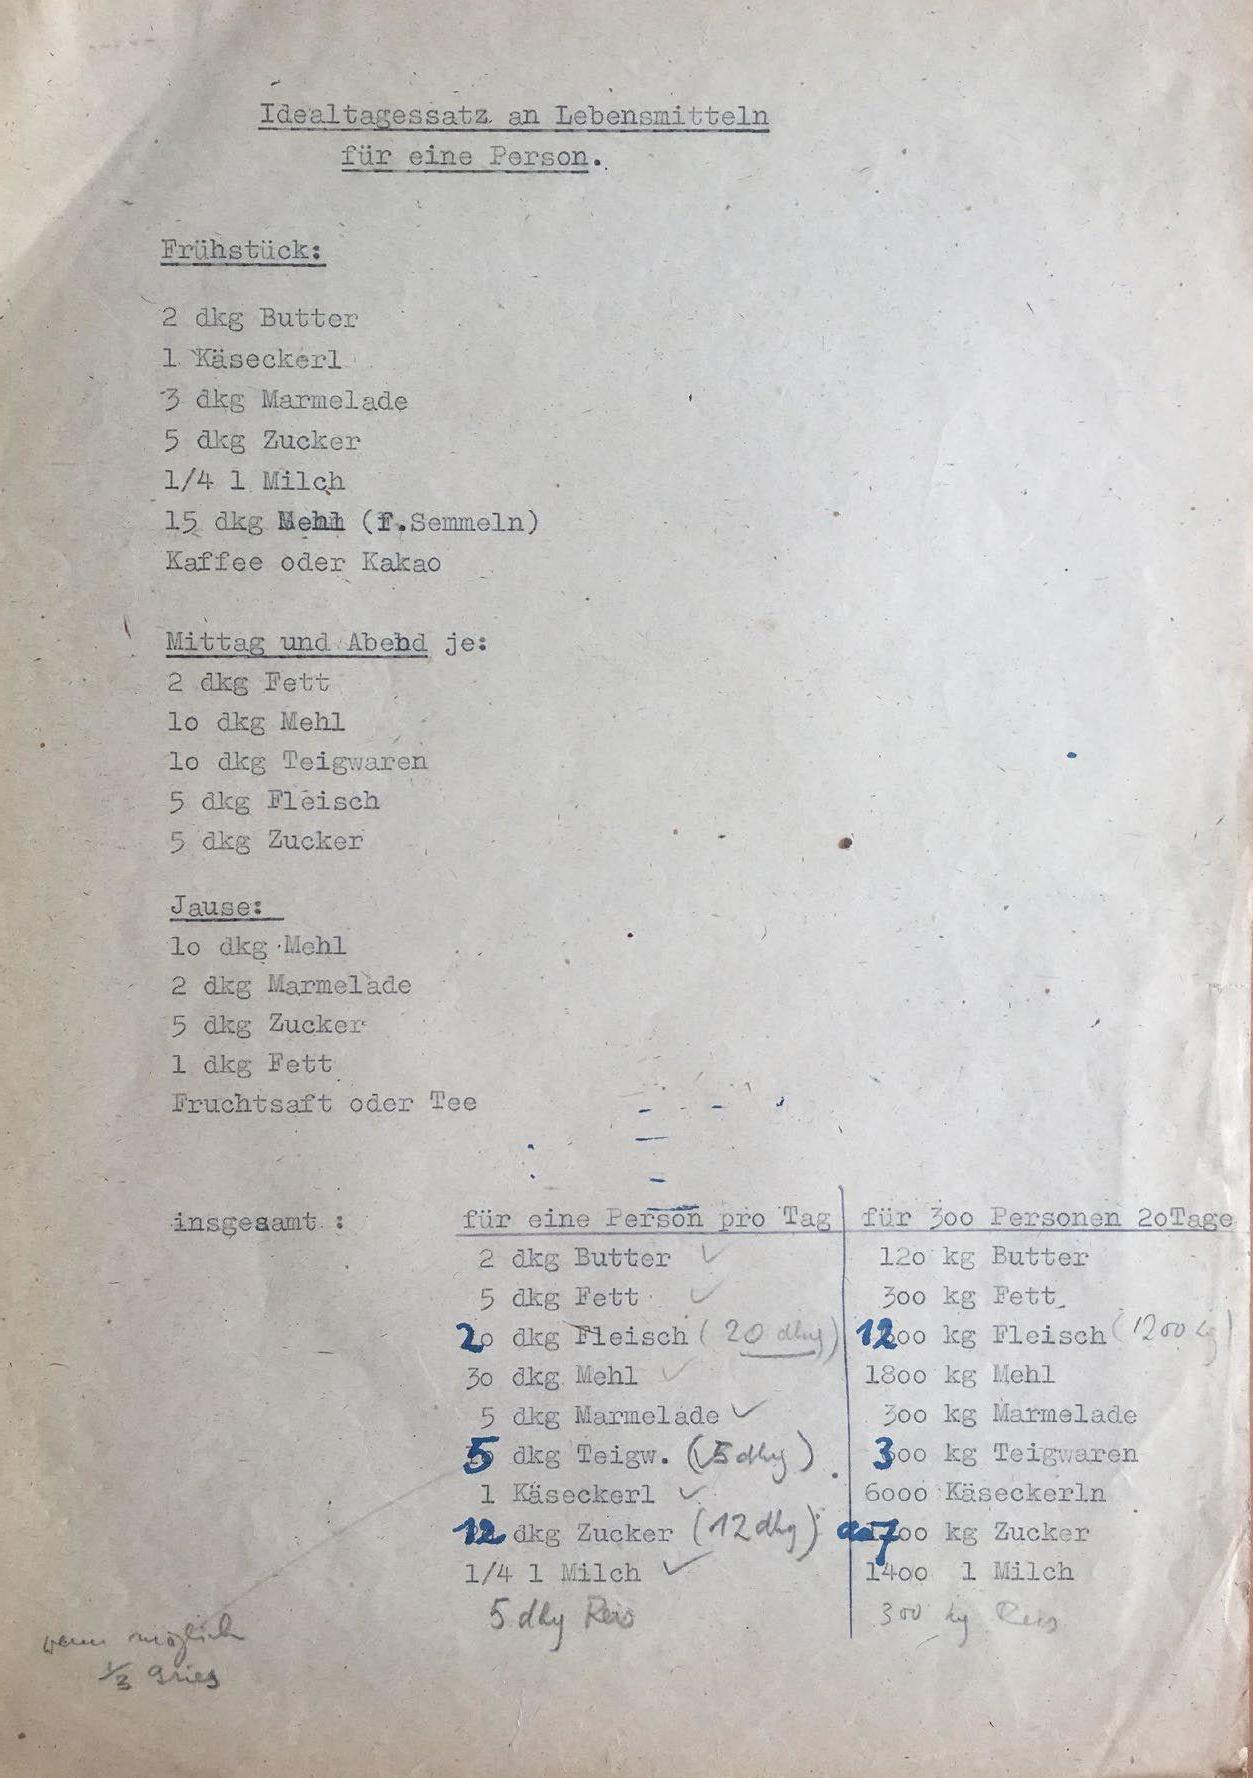 Idealtagessatz an Lebensmitteln
für eine Person.
Frühstück:
2 dkg Butter
1 Käseckerl
3 dkg Marmelade
5 dkg Zucker
1/4 l Milch
15 dkg Mehl (F.Semmeln)
Kaffee oder Kakao
Mittag und Abend je:
2 dkg Fett
lo dkg Mehl
lo dkg Teigwaren
5 dkg Fleisch
5 dkg Zucker
Jause:
lo dkg Mehl
2 dkg Marmelade
5 dkg Zucker
1 dkg Fett
Fruchtsaft oder Tee
insgesamt : für eine Person pro Tag für 3oo Personen 2oTage
2 dkg Butter ✓ 12o kg Butter
5 dkg Fett ✓ 3oo kg Fett
2o dkg Fleisch (20 dkg) 12oo kg Fleisch (1200 kg)
3o dkg Mehl ✓ 18oo kg Mehl
5 dkg Marmelade ✓ 3oo kg Marmelade
5 dkg Teigw. (5 dkg) 3oo kg Teigwaren
1 Käseckerl ✓ 6ooo Käseckerln
12 dkg Zucker (12 dkg) 7oo kg Zucker
1/4 l Milch ✓ 14oo l Milch
5 dkg Reis 300 kg Reis
wenn möglich
1/3 Gries